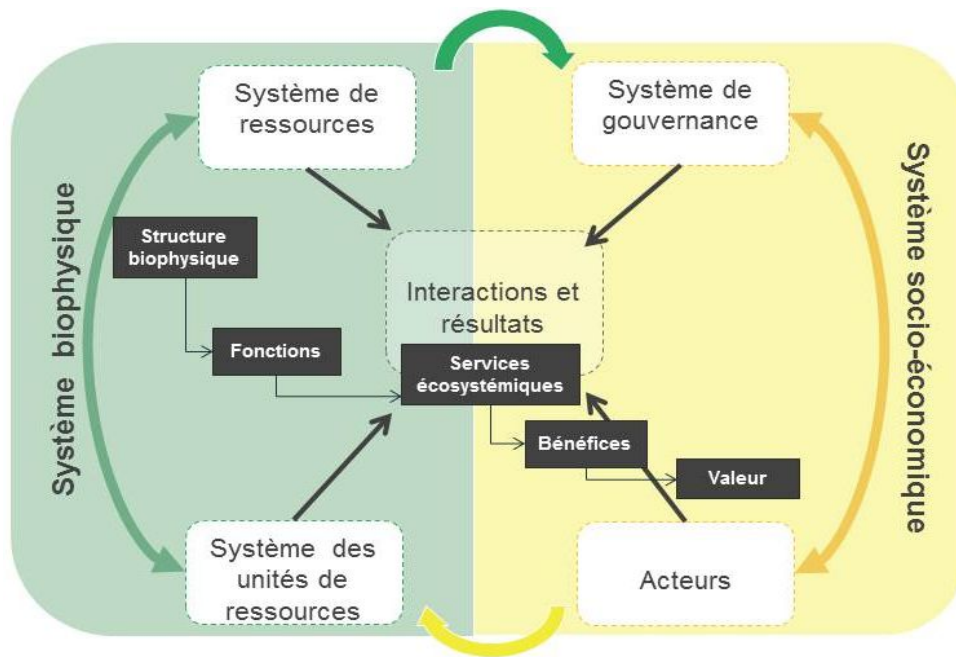 Système de
ressources
Système de
gouvernance
Système biophysique
Structure
biophysique
Interactions et
résultats
Fonctions
Services
écosystémiques
Bénéfices
Valeur
Système des
unités de
ressources
Acteurs
Système socio-économique